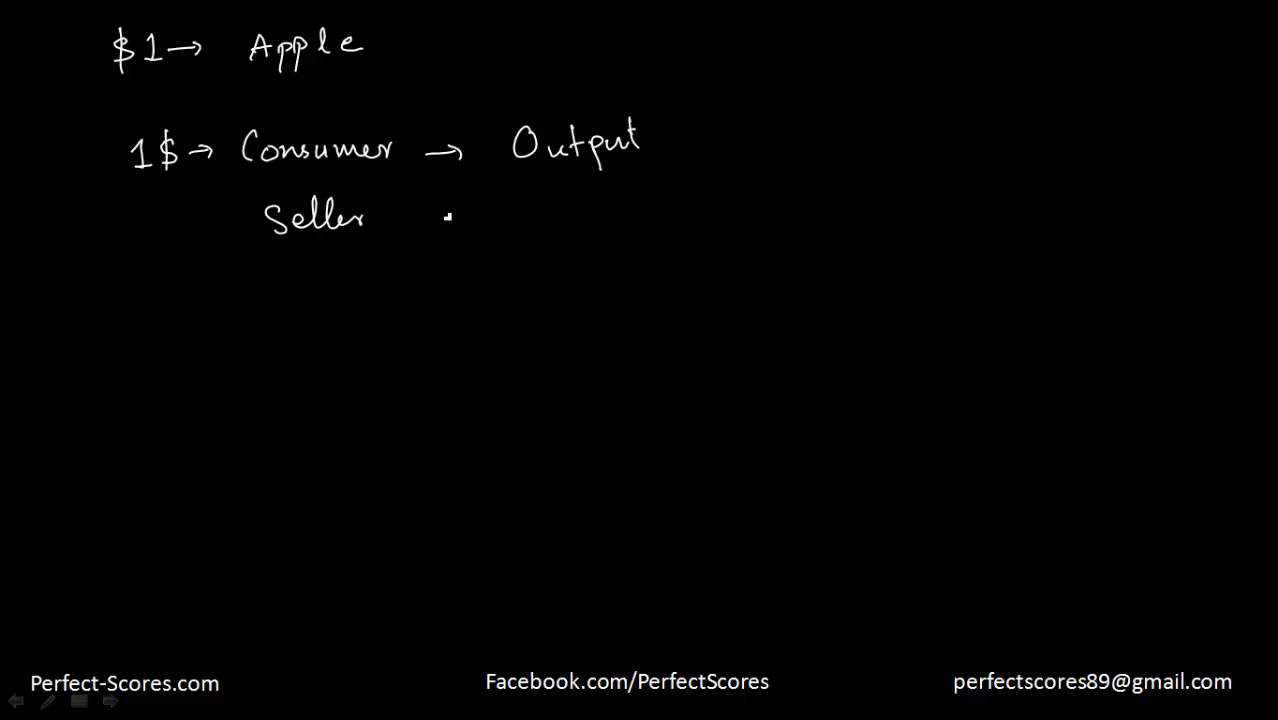 $1→ Apple
1$→ Consumer → Output
Seller
Perfect-Scores.com Facebook.com/PerfectScores perfectscores89@gmail.com